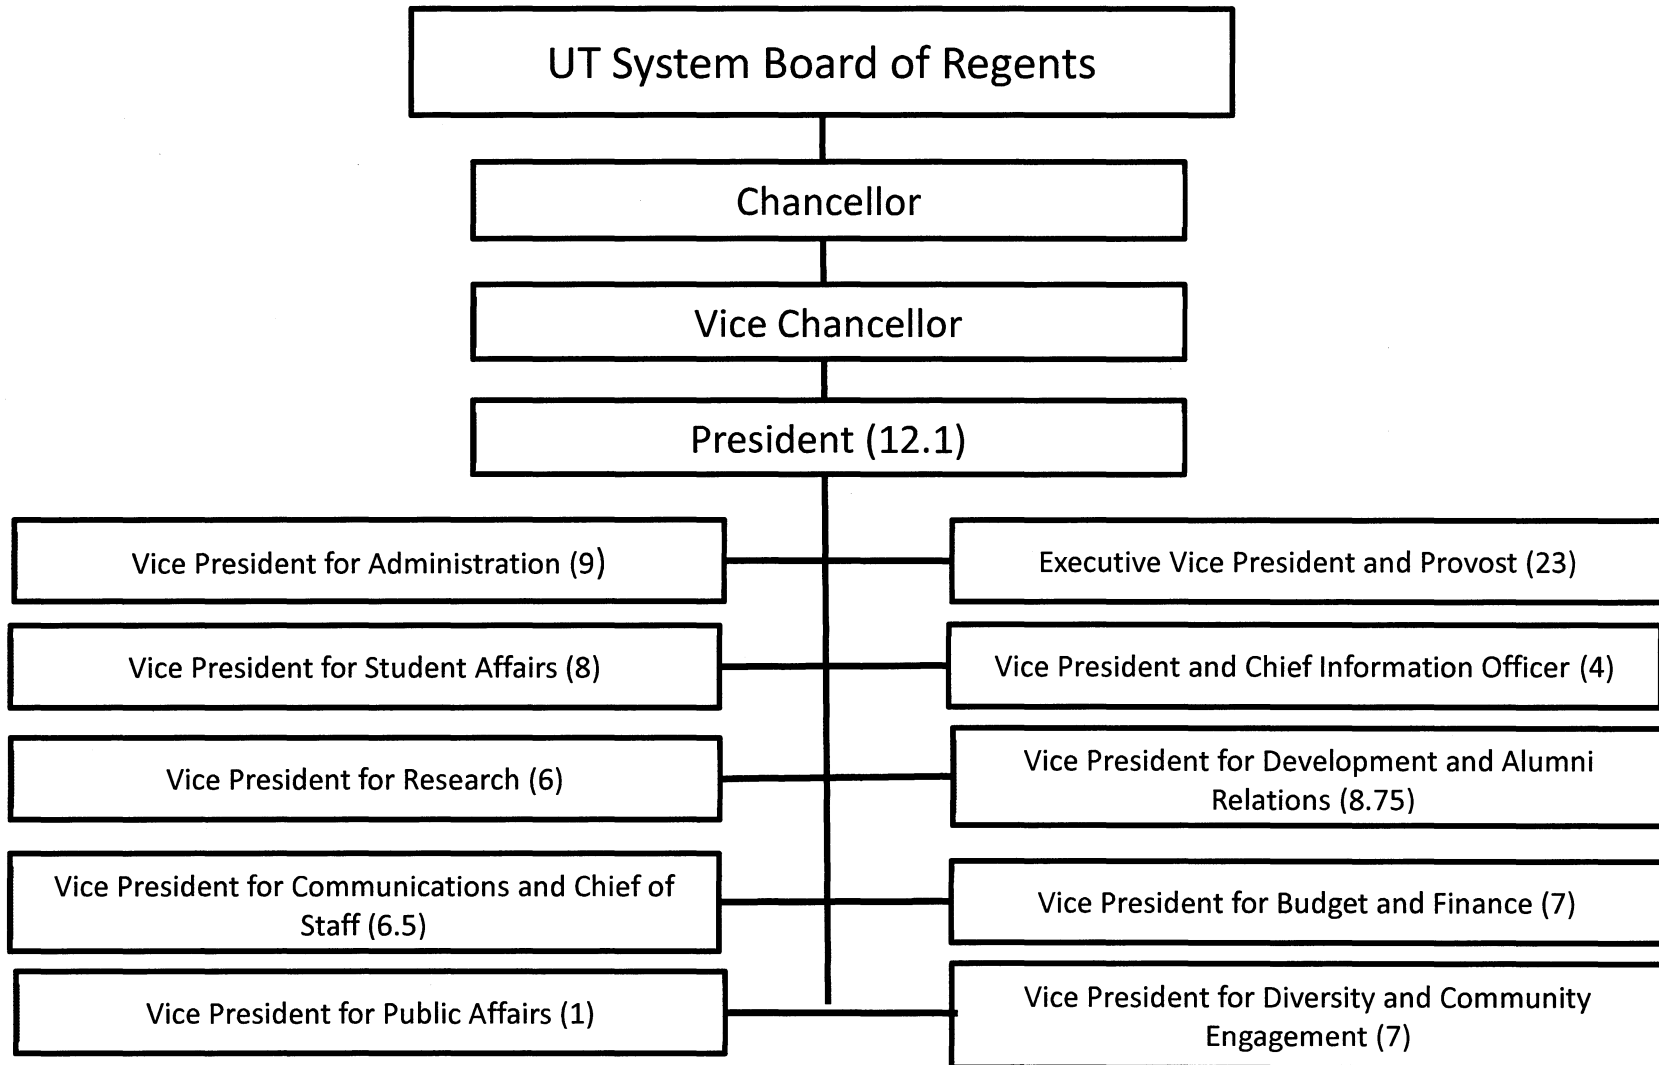 UT System Board of Regents
Chancellor
Vice Chancellor
President (12.1)
Vice President for Administration (9)
Executive Vice President and Provost (23)
Vice President for Student Affairs (8)
Vice President and Chief Information Officer (4)
Vice President for Research (6)
Vice President for Development and Alumni
Relations (8.75)
Vice President for Communications and Chief of
Staff (6.5)
Vice President for Budget and Finance (7)
Vice President for Public Affairs (1)
Vice President for Diversity and Community
Engagement (7)